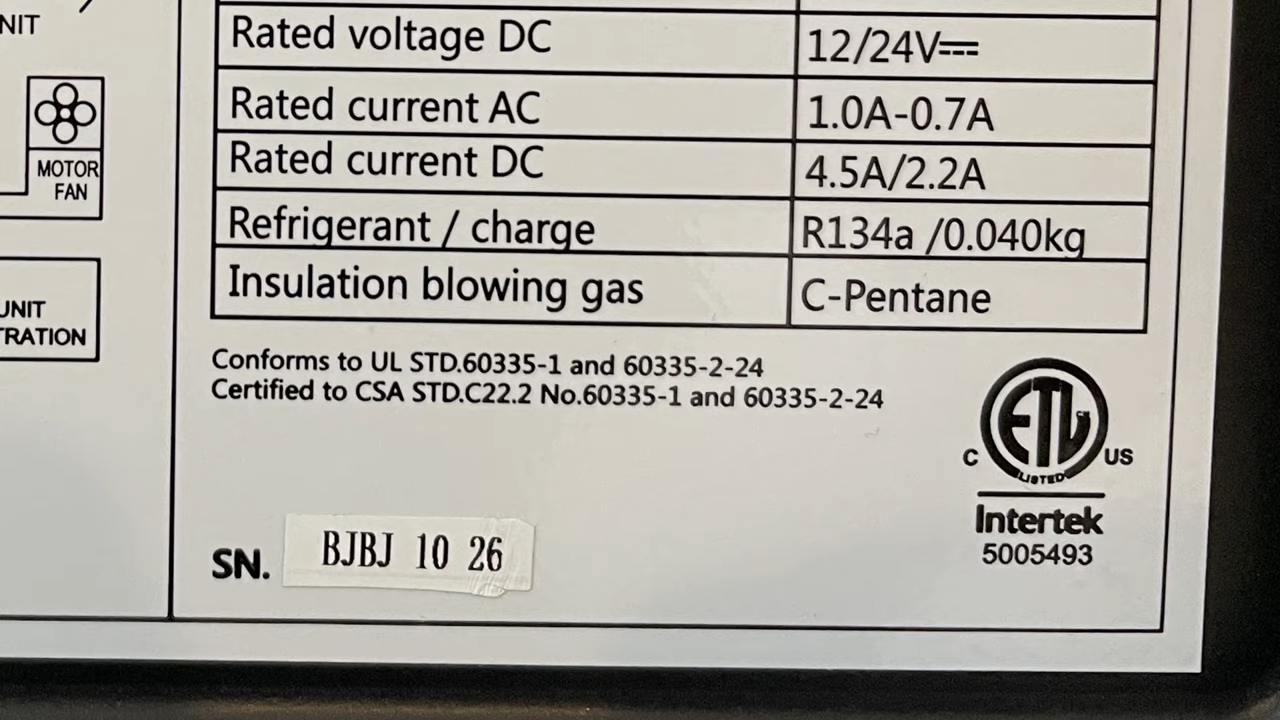 NIT
MOTOR
FAN
UNIT
TRATION
Rated voltage DC 12/24V⎓
Rated current AC 1.0A-0.7A
Rated current DC 4.5A/2.2A
Refrigerant / charge R134a /0.040kg
Insulation blowing gas C-Pentane
Conforms to UL STD.60335-1 and 60335-2-24
Certified to CSA STD.C22.2 No.60335-1 and 60335-2-24
C ETL US
LISTED
Intertek
5005493
SN. BJBJ 10 26